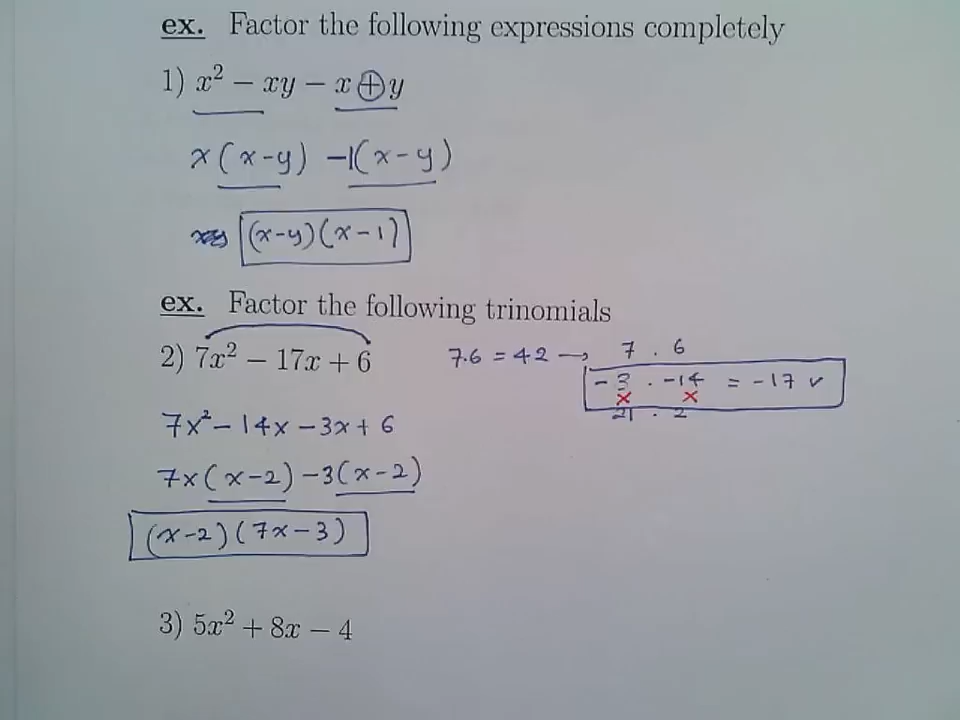 ex. Factor the following expressions completely
1) x² − xy − x ⊕ y
x(x-y) -1(x-y)
(x-y)(x-1)
ex. Factor the following trinomials
2) 7x² − 17x + 6
7.6 = 42 → 7 . 6
-3 . -14 = -17 ✓
x x
21 . 2
7x² - 14x - 3x + 6
7x(x-2) -3(x-2)
(x-2)(7x-3)
3) 5x² + 8x − 4